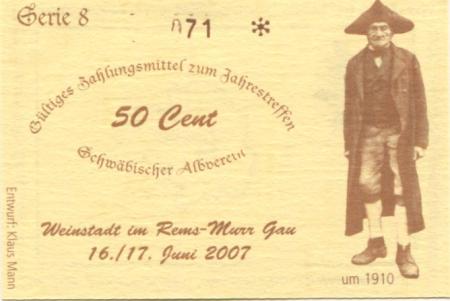 Serie 8
071 *
Gültiges Zahlungsmittel zum Jahrestreffen
50 Cent
Schwäbischer Albverein
Weinstadt im Rems-Murr Gau
16./17. Juni 2007
Entwurf: Klaus Mann
um 1910